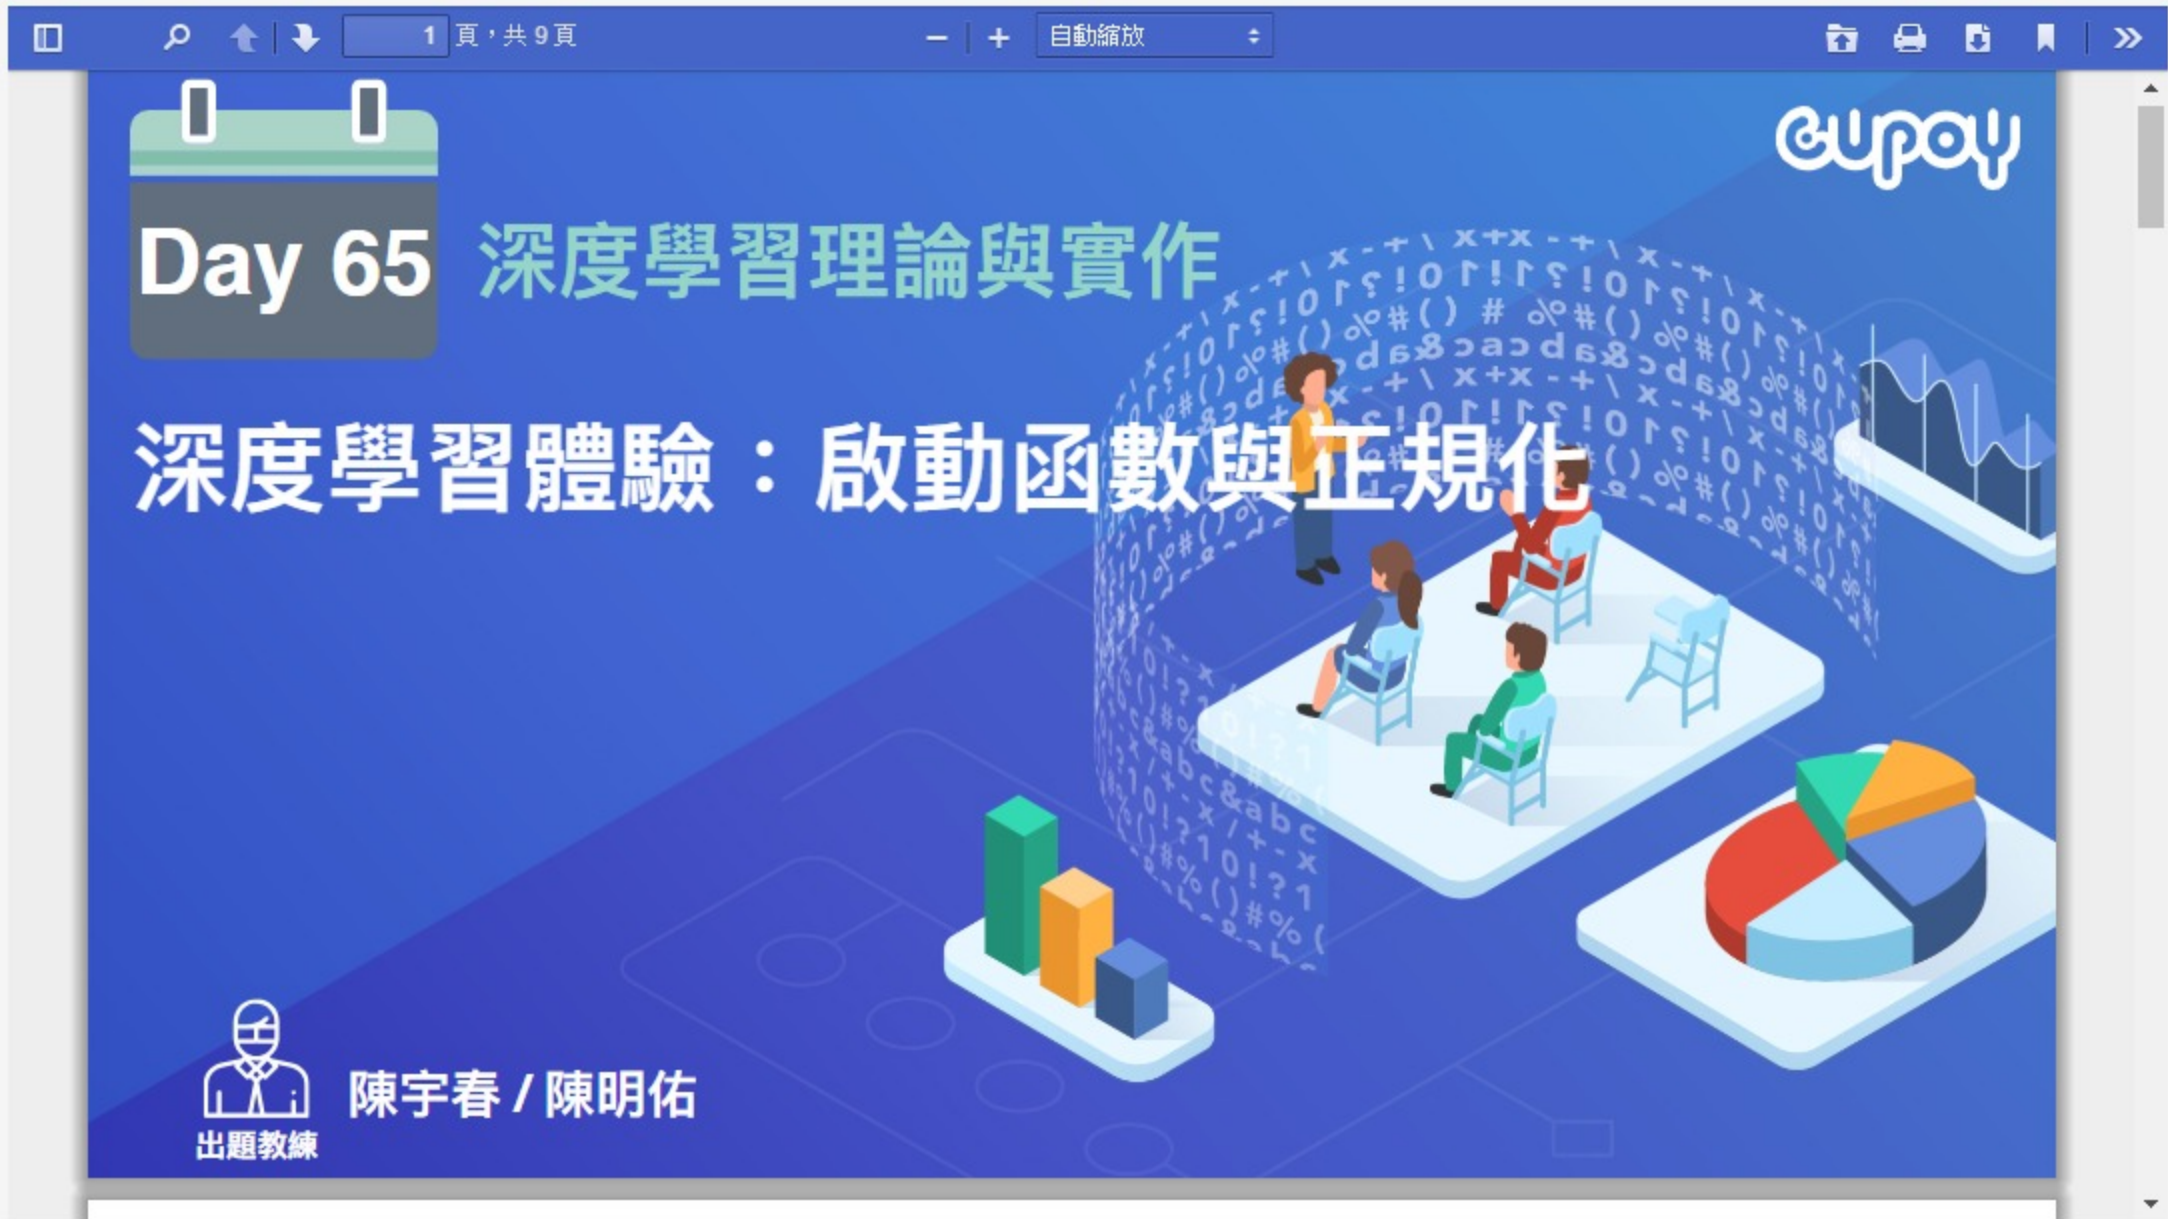 1 頁，共 9 頁
自動縮放
cupoy
Day 65
深度學習理論與實作
深度學習體驗：啟動函數與正規化
陳宇春 / 陳明佑
出題教練